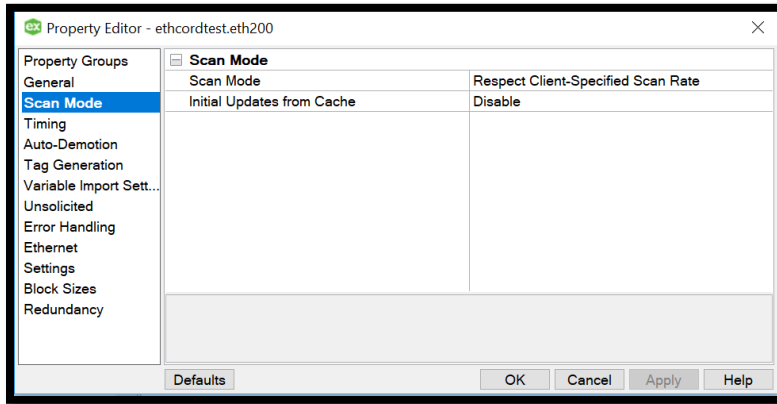 ex Property Editor - ethcordtest.eth200
Property Groups
General
Scan Mode
Timing
Auto-Demotion
Tag Generation
Variable Import Sett...
Unsolicited
Error Handling
Ethernet
Settings
Block Sizes
Redundancy
Scan Mode
Scan Mode Respect Client-Specified Scan Rate
Initial Updates from Cache Disable
Defaults OK Cancel Apply Help